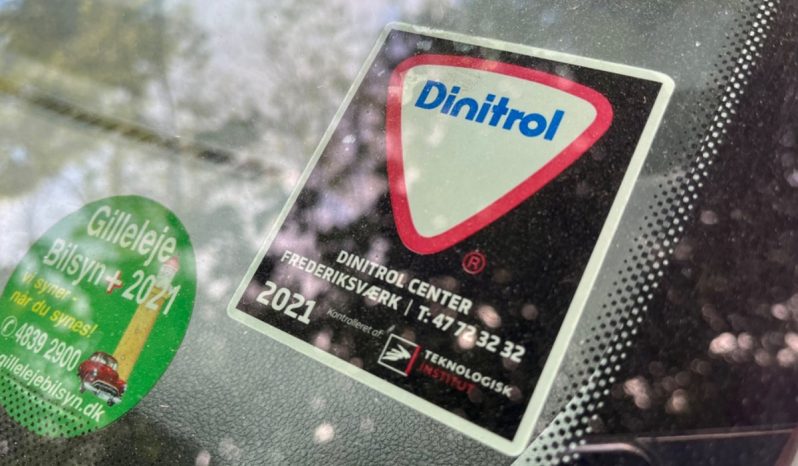 Dinitrol
®
DINITROL CENTER
FREDERIKSVÆRK | T: 47 72 32 32
2021
Kontrolleret af
TEKNOLOGISK
INSTITUT
Gilleleje
Bilsyn + 2021
vi syner -
når du synes!
4839 2900
gillelejebilsyn.dk